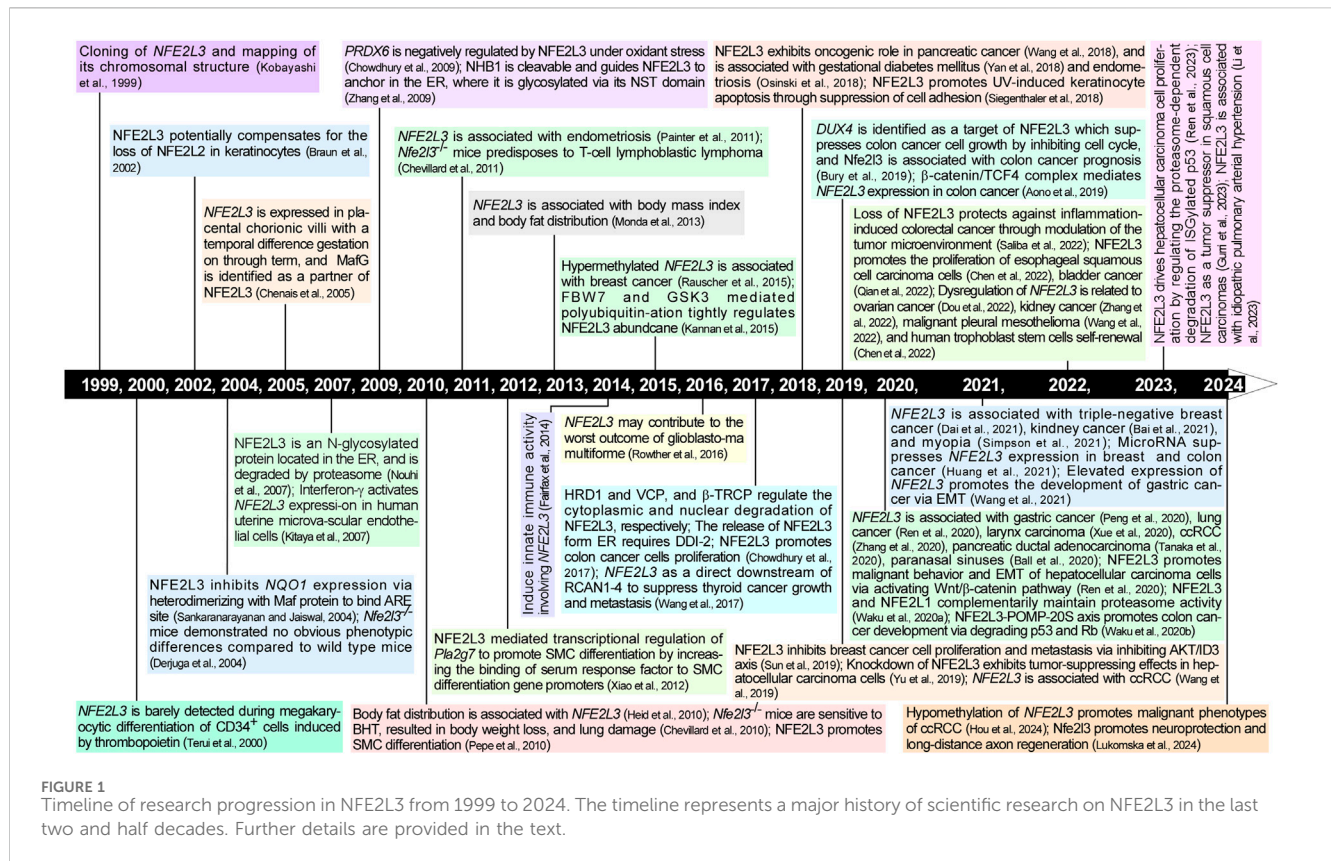 Cloning of NFE2L3 and mapping of
its chromosomal structure (Kobayashi
et al., 1999)
PRDX6 is negatively regulated by NFE2L3 under oxidant stress
(Chowdhury et al., 2009); NHB1 is cleavable and guides NFE2L3 to
anchor in the ER, where it is glycosylated via its NST domain
(Zhang et al., 2009)
NFE2L3 exhibits oncogenic role in pancreatic cancer (Wang et al., 2018), and
is associated with gestational diabetes mellitus (Yan et al., 2018) and endome-
triosis (Osinski et al., 2018); NFE2L3 promotes UV-induced keratinocyte
apoptosis through suppression of cell adhesion (Siegenthaler et al., 2018)
NFE2L3 drives hepatocellular carcinoma cell prolifer-
ation by regulating the proteasome-dependent
degradation of ISGylated p53 (Ren et al., 2023);
NFE2L3 as a tumor suppressor in squamous cell
carcinomas (Gurri et al., 2023); NFE2L3 is associated
with idiopathic pulmonary arterial hypertension (Li et
al., 2023)
NFE2L3 potentially compensates for the
loss of NFE2L2 in keratinocytes (Braun et al.,
2002)
NFE2L3 is associated with endometriosis (Painter et al., 2011);
Nfe2l3-/- mice predisposes to T-cell lymphoblastic lymphoma
(Chevillard et al., 2011)
DUX4 is identified as a target of NFE2L3 which sup-
presses colon cancer cell growth by inhibiting cell cycle,
and Nfe2l3 is associated with colon cancer prognosis
(Bury et al., 2019); β-catenin/TCF4 complex mediates
NFE2L3 expression in colon cancer (Aono et al., 2019)
NFE2L3 is expressed in pla-
cental chorionic villi with a
temporal difference gestation
on through term, and MafG
is identified as a partner of
NFE2L3 (Chenais et al., 2005)
NFE2L3 is associated with body mass index
and body fat distribution (Monda et al., 2013)
Hypermethylated NFE2L3 is associated
with breast cancer (Rauscher et al., 2015);
FBW7 and GSK3 mediated
polyubiquitin-ation tightly regulates
NFE2L3 abundcane (Kannan et al., 2015)
Loss of NFE2L3 protects against inflammation-
induced colorectal cancer through modulation of the
tumor microenvironment (Saliba et al., 2022); NFE2L3
promotes the proliferation of esophageal squamous
cell carcinoma cells (Chen et al., 2022), bladder cancer
(Qian et al., 2022); Dysregulation of NFE2L3 is related to
ovarian cancer (Dou et al., 2022), kidney cancer (Zhang
et al., 2022), malignant pleural mesothelioma (Wang et al.,
2022), and human trophoblast stem cells self-renewal
(Chen et al., 2022)
1999, 2000, 2002, 2004, 2005, 2007, 2009, 2010, 2011, 2012, 2013, 2014, 2015, 2016, 2017, 2018, 2019, 2020, 2021, 2022, 2023, 2024
NFE2L3 is an N-glycosylated
protein located in the ER, and is
degraded by proteasome (Nouhi
et al., 2007); Interferon-γ activates
NFE2L3 expressi-on in human
uterine microva-scular endothe-
lial cells (Kitaya et al., 2007)
Induce innate immune activity
involving NFE2L3 (Fairfax et al., 2014)
NFE2L3 may contribute to the
worst outcome of glioblasto-ma
multiforme (Rowther et al., 2016)
NFE2L3 is associated with triple-negative breast
cancer (Dai et al., 2021), kindney cancer (Bai et al., 2021),
and myopia (Simpson et al., 2021); MicroRNA sup-
presses NFE2L3 expression in breast and colon
cancer (Huang et al., 2021); Elevated expression of
NFE2L3 promotes the development of gastric can-
cer via EMT (Wang et al., 2021)
HRD1 and VCP, and β-TRCP regulate the
cytoplasmic and nuclear degradation of
NFE2L3, respectively; The release of NFE2L3
form ER requires DDI-2; NFE2L3 promotes
colon cancer cells proliferation (Chowdhury et al.,
2017); NFE2L3 as a direct downstream of
RCAN1-4 to suppress thyroid cancer growth
and metastasis (Wang et al., 2017)
NFE2L3 is associated with gastric cancer (Peng et al., 2020), lung
cancer (Ren et al., 2020), larynx carcinoma (Xue et al., 2020), ccRCC
(Zhang et al., 2020), pancreatic ductal adenocarcinoma (Tanaka et al.,
2020), paranasal sinuses (Ball et al., 2020); NFE2L3 promotes
malignant behavior and EMT of hepatocellular carcinoma cells
via activating Wnt/β-catenin pathway (Ren et al., 2020); NFE2L3
and NFE2L1 complementarily maintain proteasome activity
(Waku et al., 2020a); NFE2L3-POMP-20S axis promotes colon can-
cer development via degrading p53 and Rb (Waku et al., 2020b)
NFE2L3 inhibits NQO1 expression via
heterodimerizing with Maf protein to bind ARE
site (Sankaranarayanan and Jaiswal, 2004); Nfe2l3-/-
mice demonstrated no obvious phenotypic
differences compared to wild type mice
(Derjuga et al., 2004)
NFE2L3 mediated transcriptional regulation of
Pla2g7 to promote SMC differentiation by increas-
ing the binding of serum response factor to SMC
differentiation gene promoters (Xiao et al., 2012)
NFE2L3 inhibits breast cancer cell proliferation and metastasis via inhibiting AKT/ID3
axis (Sun et al., 2019); Knockdown of NFE2L3 exhibits tumor-suppressing effects in hep-
atocellular carcinoma cells (Yu et al., 2019); NFE2L3 is associated with ccRCC (Wang
et al., 2019)
NFE2L3 is barely detected during megakary-
ocytic differentiation of CD34+ cells induced
by thrombopoietin (Terui et al., 2000)
Body fat distribution is associated with NFE2L3 (Heid et al., 2010); Nfe2l3-/- mice are sensitive to
BHT, resulted in body weight loss, and lung damage (Chevillard et al., 2010); NFE2L3 promotes
SMC differentiation (Pepe et al., 2010)
Hypomethylation of NFE2L3 promotes malignant phenotypes
of ccRCC (Hou et al., 2024); Nfe2l3 promotes neuroprotection and
long-distance axon regeneration (Lukomska et al., 2024)
FIGURE 1
Timeline of research progression in NFE2L3 from 1999 to 2024. The timeline represents a major history of scientific research on NFE2L3 in the last
two and half decades. Further details are provided in the text.